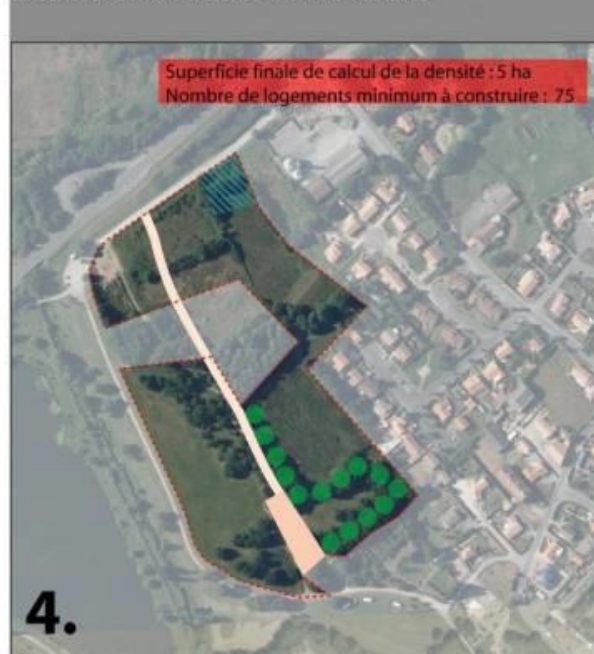 Superficie finale de calcul de la densité : 5 ha
Nombre de logements minimum à construire : 75
4.